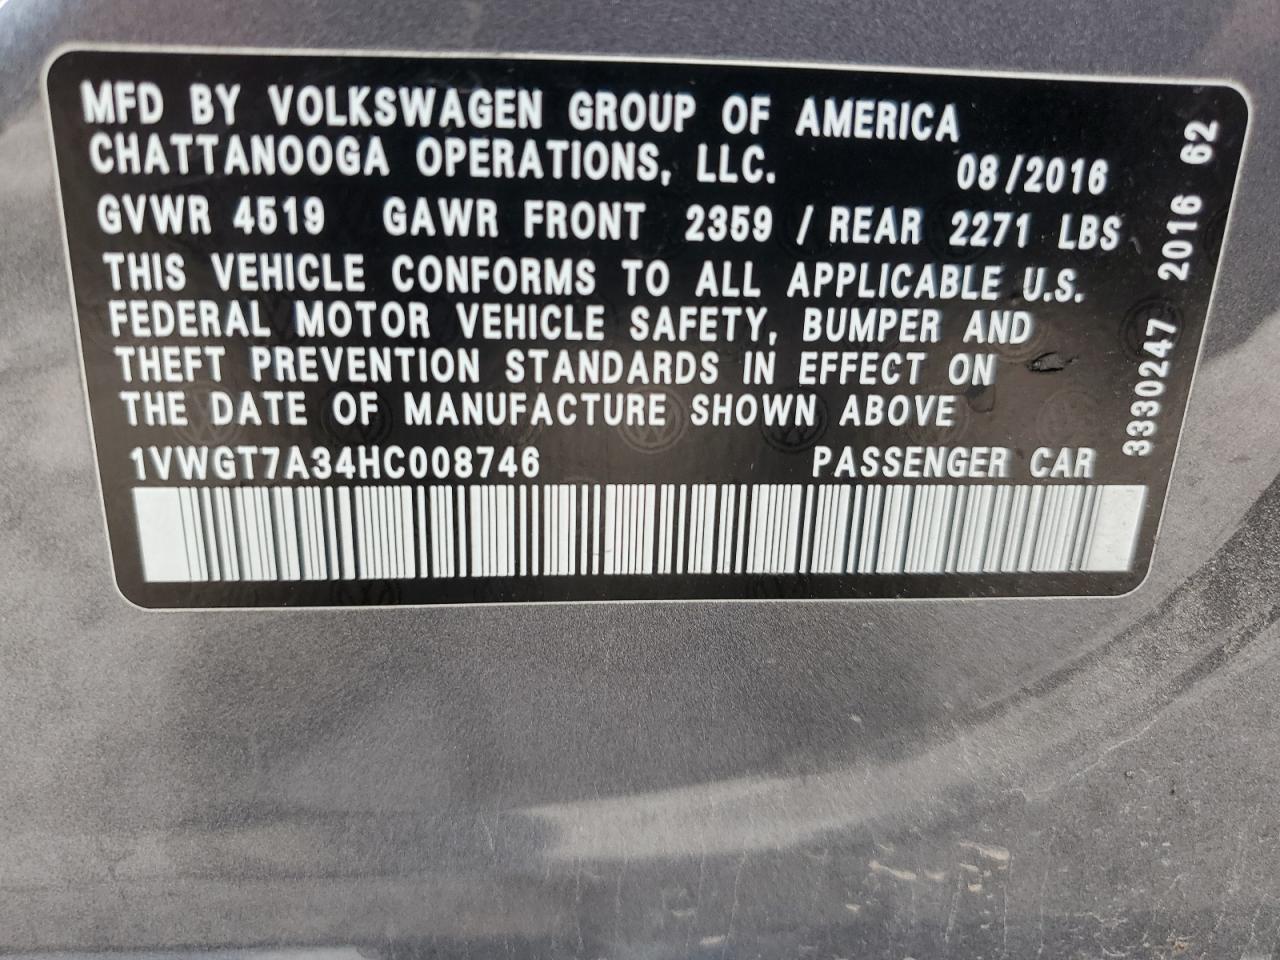 MFD BY VOLKSWAGEN GROUP OF AMERICA
CHATTANOOGA OPERATIONS, LLC. 08/2016
GVWR 4519 GAWR FRONT 2359 / REAR 2271 LBS
THIS VEHICLE CONFORMS TO ALL APPLICABLE U.S.
FEDERAL MOTOR VEHICLE SAFETY, BUMPER AND
THEFT PREVENTION STANDARDS IN EFFECT ON
THE DATE OF MANUFACTURE SHOWN ABOVE
1VWGT7A34HC008746 PASSENGER CAR
3330247 2016 62